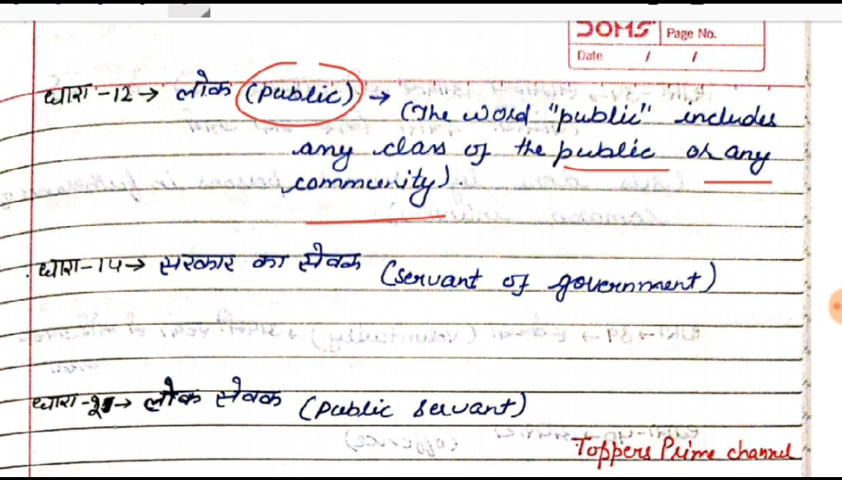 DOMS Page No.
Date / /
धारा -12 → लोक (Public) →
(The word "public" includes
any class of the public or any
community).
धारा-14 → सरकार का सेवक (Servant of government)
धारा-21 → लोक सेवक (Public Servant)
Toppers Prime channel